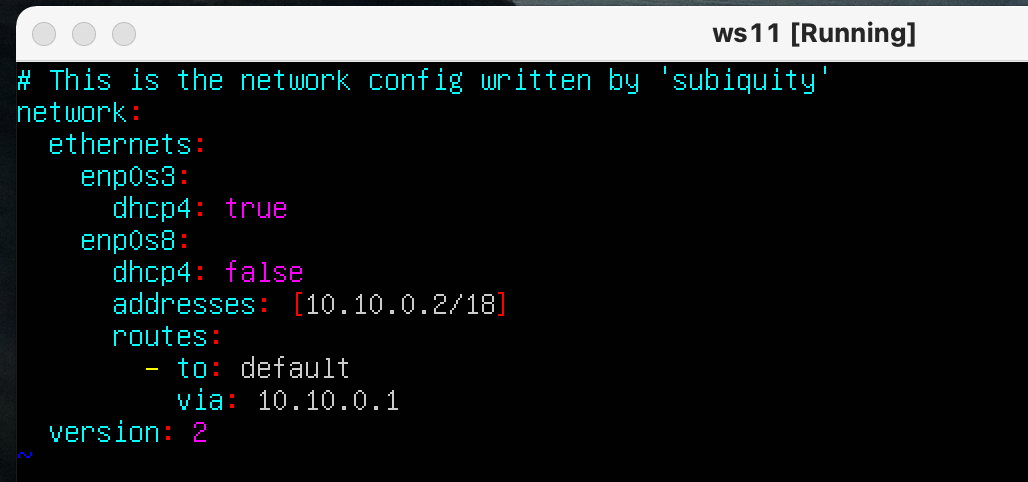 ws11 [Running]
# This is the network config written by 'subiquity'
network:
  ethernets:
    enp0s3:
      dhcp4: true
    enp0s8:
      dhcp4: false
      addresses: [10.10.0.2/18]
      routes:
        - to: default
          via: 10.10.0.1
  version: 2
~